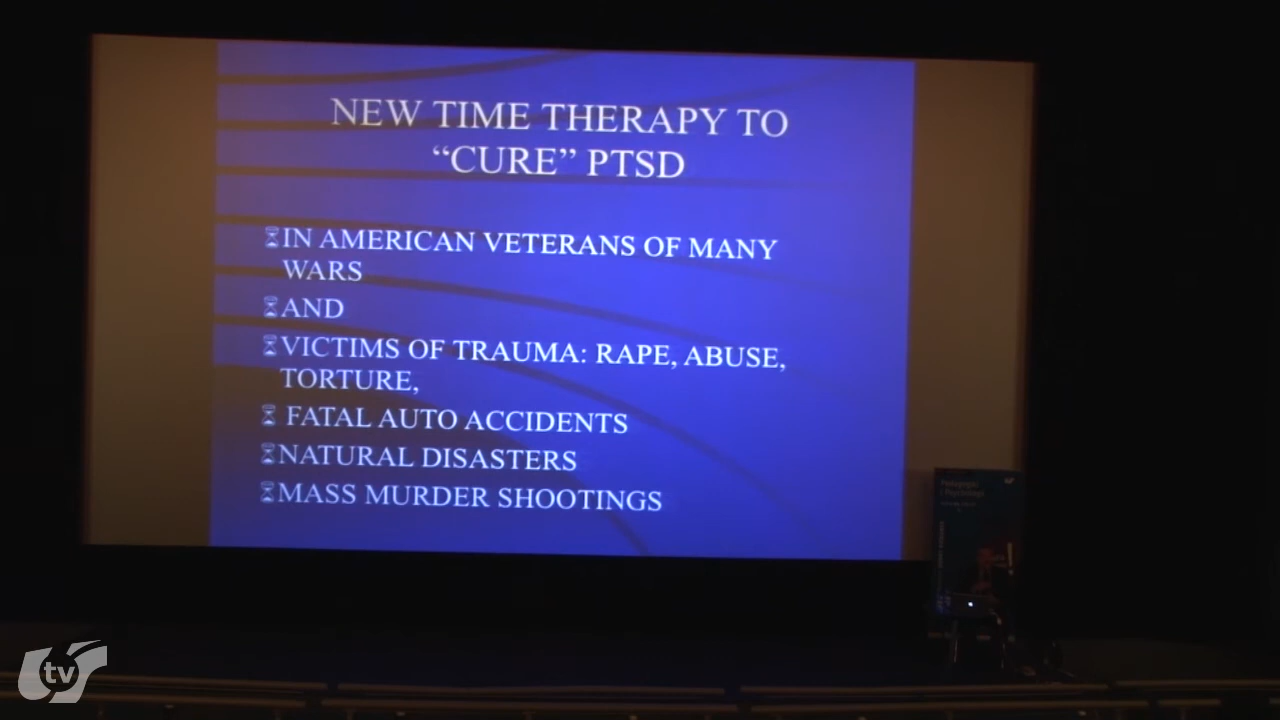 NEW TIME THERAPY TO
“CURE” PTSD
IN AMERICAN VETERANS OF MANY
WARS
AND
VICTIMS OF TRAUMA: RAPE, ABUSE,
TORTURE,
FATAL AUTO ACCIDENTS
NATURAL DISASTERS
MASS MURDER SHOOTINGS
tv